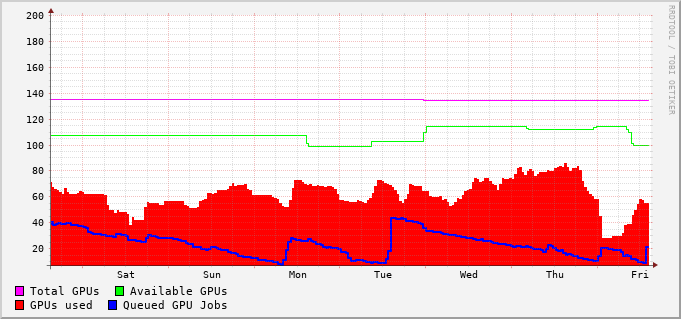 200
180
160
140
120
100
80
60
40
20
Sat Sun Mon Tue Wed Thu Fri
Total GPUs Available GPUs
GPUs used Queued GPU Jobs
RRDTOOL / TOBI OETIKER